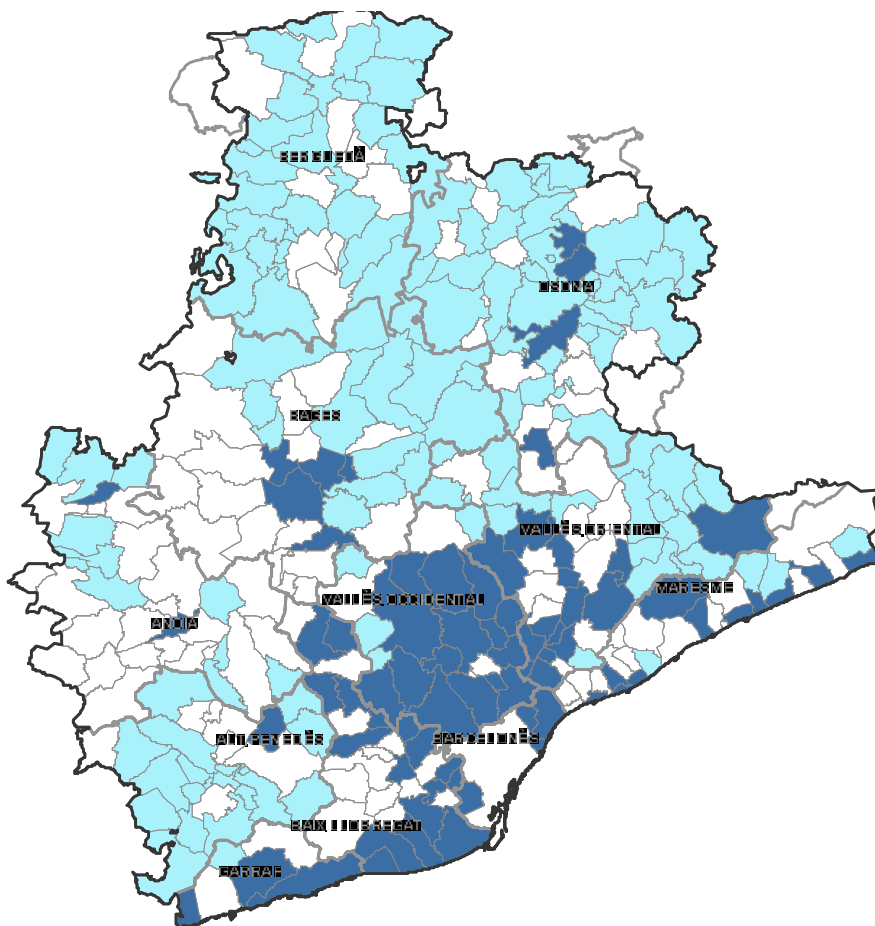 BERGUEDÀ
OSONA
BAGES
VALLÈS ORIENTAL
MARESME
VALLÈS OCCIDENTAL
ANOIA
ALT PENEDÈS
BARCELONÈS
BAIX LLOBREGAT
GARRAF